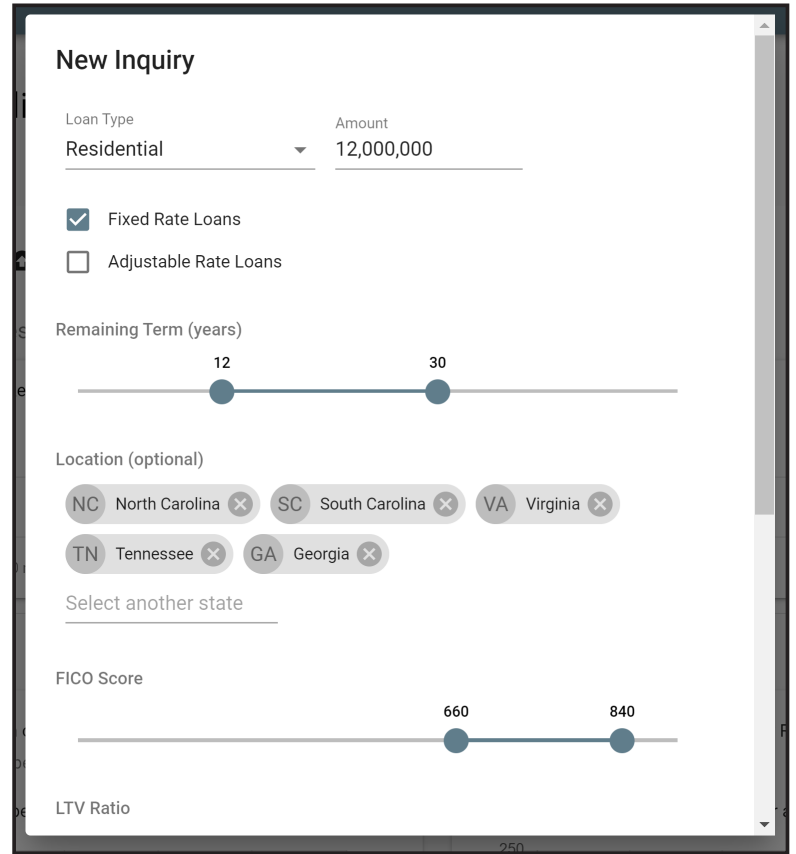 New Inquiry
Loan Type
Amount
Residential
12,000,000
Fixed Rate Loans
Adjustable Rate Loans
Remaining Term (years)
12 30
Location (optional)
NC North Carolina SC South Carolina VA Virginia
TN Tennessee GA Georgia
Select another state
FICO Score
660 840
LTV Ratio
250